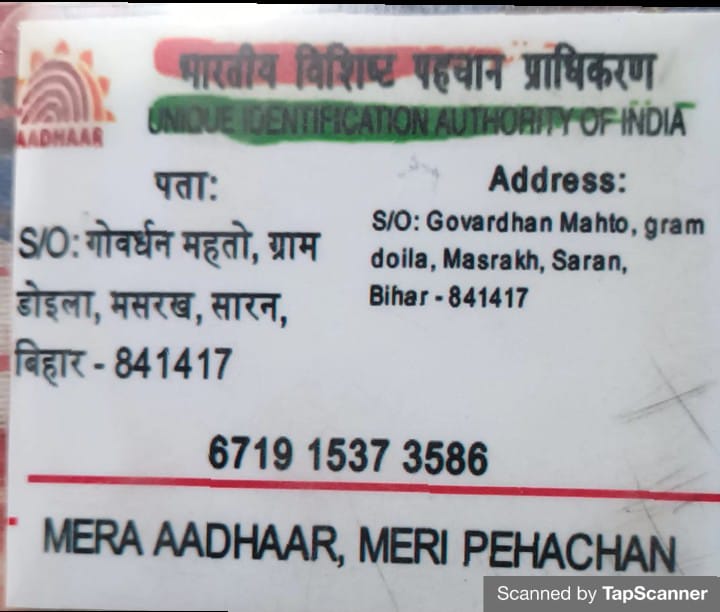 भारतीय विशिष्ट पहचान प्राधिकरण
UNIQUE IDENTIFICATION AUTHORITY OF INDIA
AADHAAR
पता:
S/O: गोवर्धन महतो, ग्राम
डोइला, मसरख, सारन,
बिहार - 841417
Address:
S/O: Govardhan Mahto, gram
doila, Masrakh, Saran,
Bihar - 841417
6719 1537 3586
MERA AADHAAR, MERI PEHACHAN
Scanned by TapScanner